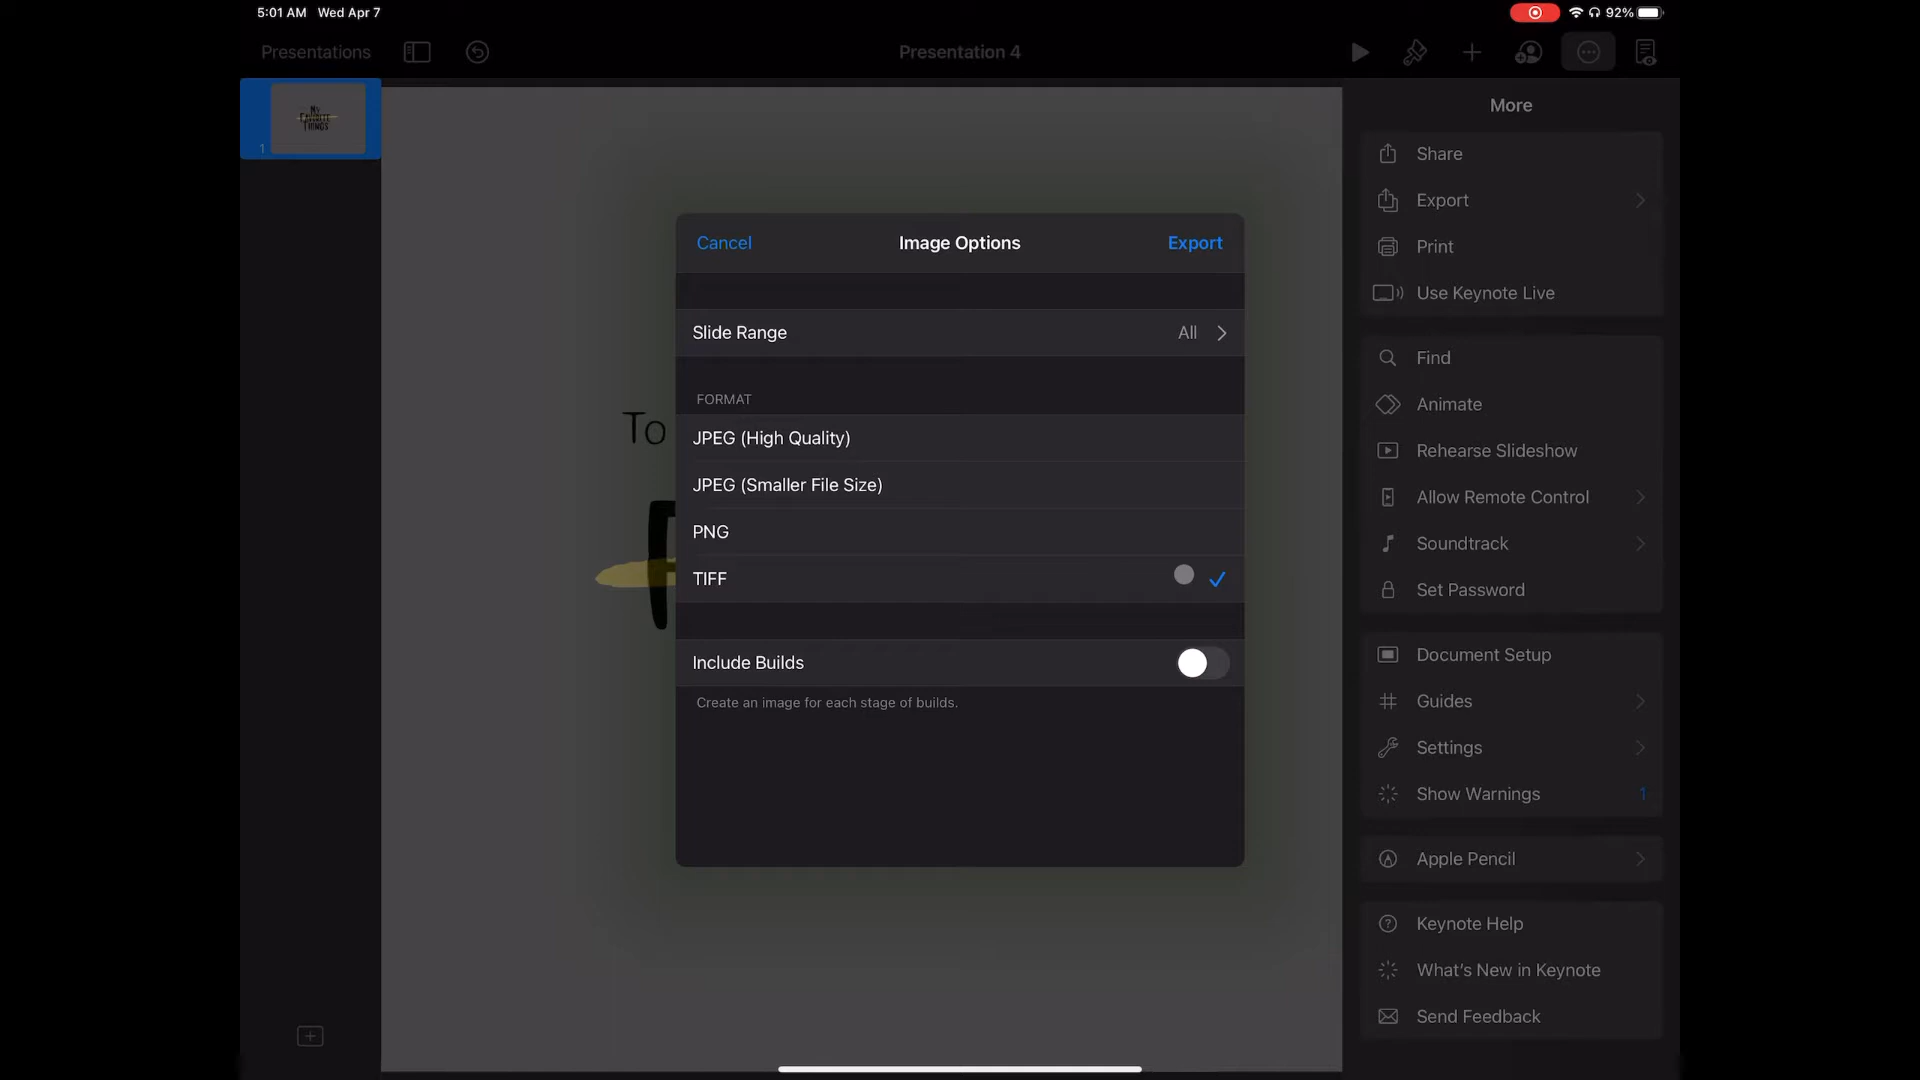 5:01 AM Wed Apr 7
92%
Presentations
Presentation 4
My
Favorite
Things
1
To
More
Share
Export
Print
Use Keynote Live
Find
Animate
Rehearse Slideshow
Allow Remote Control
Soundtrack
Set Password
Document Setup
Guides
Settings
Show Warnings 1
Apple Pencil
Keynote Help
What's New in Keynote
Send Feedback
Cancel
Image Options
Export
Slide Range All
FORMAT
JPEG (High Quality)
JPEG (Smaller File Size)
PNG
TIFF
Include Builds
Create an image for each stage of builds.